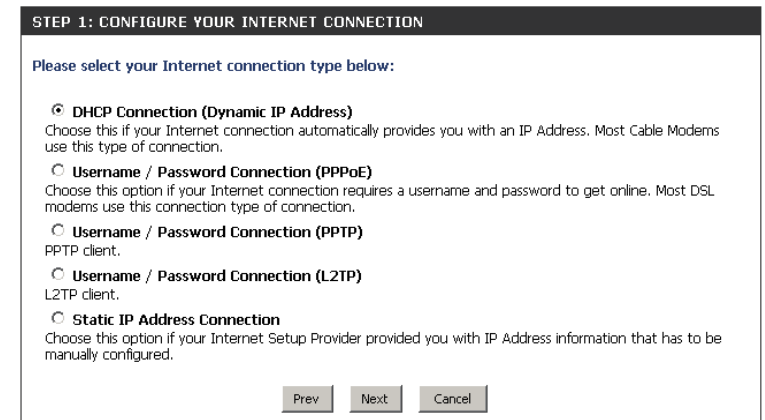 STEP 1: CONFIGURE YOUR INTERNET CONNECTION
Please select your Internet connection type below:
DHCP Connection (Dynamic IP Address)
Choose this if your Internet connection automatically provides you with an IP Address. Most Cable Modems
use this type of connection.
Username / Password Connection (PPPoE)
Choose this option if your Internet connection requires a username and password to get online. Most DSL
modems use this connection type of connection.
Username / Password Connection (PPTP)
PPTP client.
Username / Password Connection (L2TP)
L2TP client.
Static IP Address Connection
Choose this option if your Internet Setup Provider provided you with IP Address information that has to be
manually configured.
Prev Next Cancel